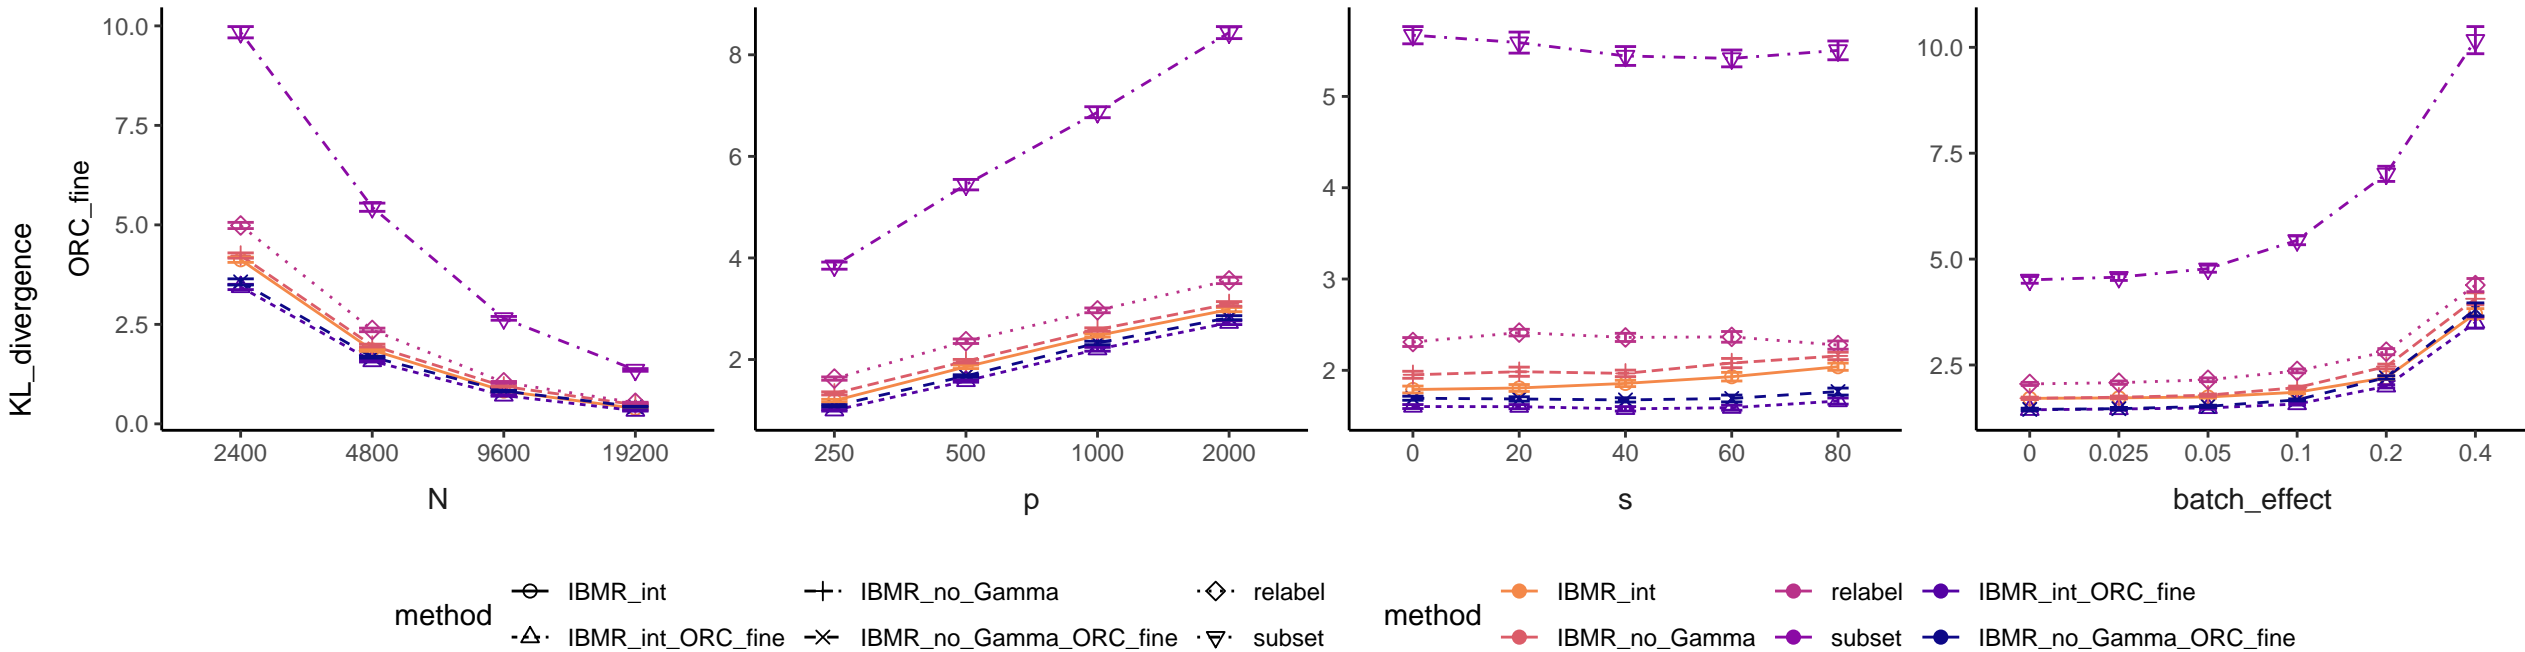 KL_divergence
ORC_fine
10.0
7.5
5.0
2.5
0.0
2400 4800 9600 19200
N
8
6
4
2
250 500 1000 2000
p
5
4
3
2
0 20 40 60 80
s
10.0
7.5
5.0
2.5
0 0.025 0.05 0.1 0.2 0.4
batch_effect
method
IBMR_int IBMR_no_Gamma relabel
IBMR_int_ORC_fine IBMR_no_Gamma_ORC_fine subset
method
IBMR_int relabel IBMR_int_ORC_fine
IBMR_no_Gamma subset IBMR_no_Gamma_ORC_fine